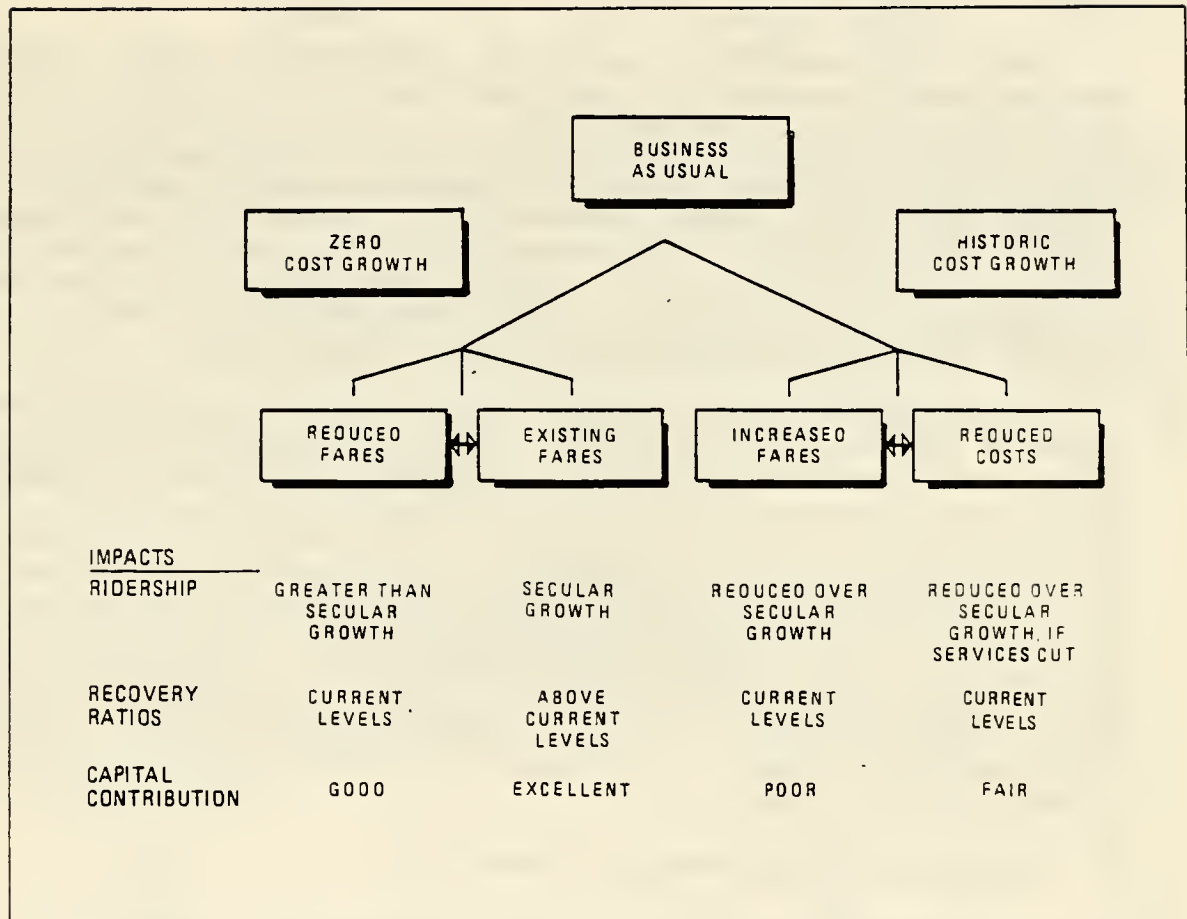 BUSINESS
AS USUAL
ZERO
COST GROWTH
HISTORIC
COST GROWTH
REDUCED
FARES
EXISTING
FARES
INCREASED
FARES
REDUCED
COSTS
IMPACTS
RIDERSHIP
GREATER THAN
SECULAR
GROWTH
SECULAR
GROWTH
REDUCED OVER
SECULAR
GROWTH
REDUCED OVER
SECULAR
GROWTH, IF
SERVICES CUT
RECOVERY
RATIOS
CURRENT
LEVELS
ABOVE
CURRENT
LEVELS
CURRENT
LEVELS
CURRENT
LEVELS
CAPITAL
CONTRIBUTION
GOOD
EXCELLENT
POOR
FAIR